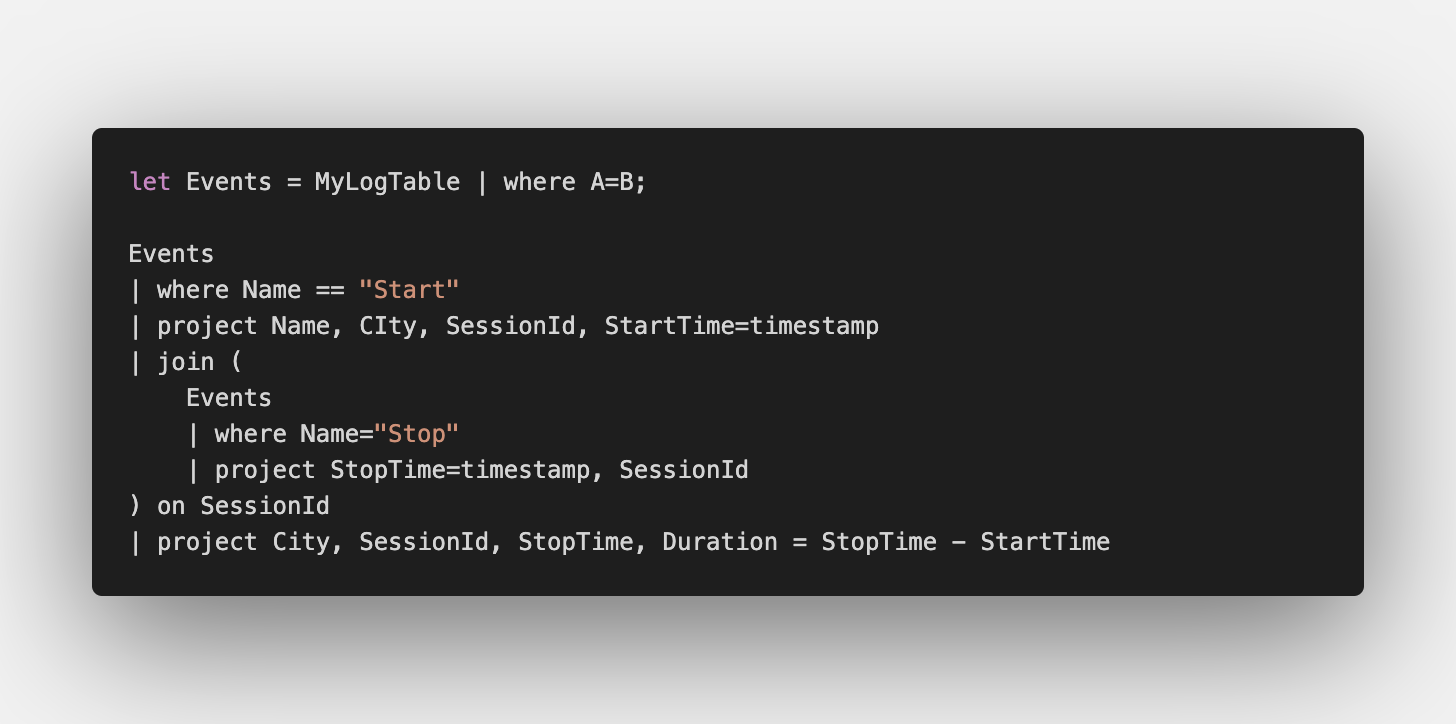 let Events = MyLogTable | where A=B;
Events
| where Name == "Start"
| project Name, CIty, SessionId, StartTime=timestamp
| join (
Events
| where Name="Stop"
| project StopTime=timestamp, SessionId
) on SessionId
| project City, SessionId, StopTime, Duration = StopTime - StartTime